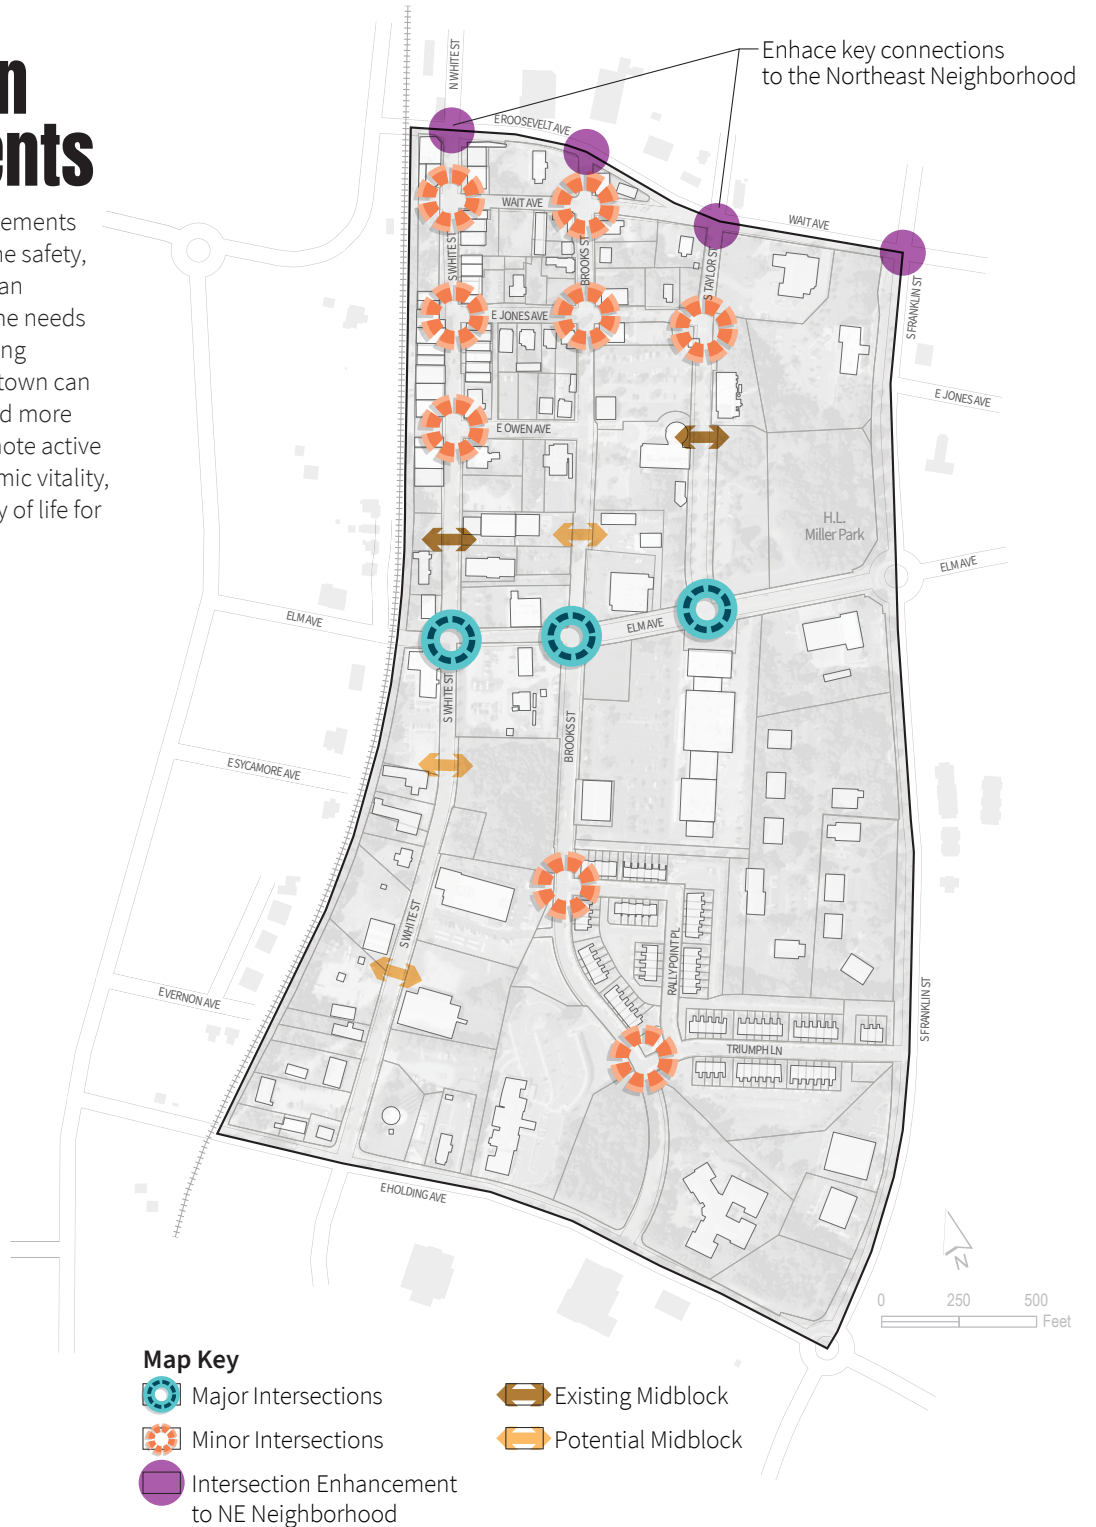 n
ents
ements
ne safety,
an
ne needs
ng
town can
d more
note active
mic vitality,
y of life for
Enhace key connections
to the Northeast Neighborhood
N WHITE ST
E ROOSEVELT AVE
WAIT AVE
WAIT AVE
S WHITE ST
BROOKS ST
S TAYLOR ST
S FRANKLIN ST
E JONES AVE
E JONES AVE
E OWEN AVE
H.L.
Miller Park
ELM AVE
ELM AVE
ELM AVE
S WHITE ST
BROOKS ST
E SYCAMORE AVE
S WHITE ST
RALLYPOINT PL
E VERNON AVE
S FRANKLIN ST
TRIUMPH LN
E HOLDING AVE
N
0 250 500
Feet
Map Key
Major Intersections
Minor Intersections
Intersection Enhancement
to NE Neighborhood
Existing Midblock
Potential Midblock